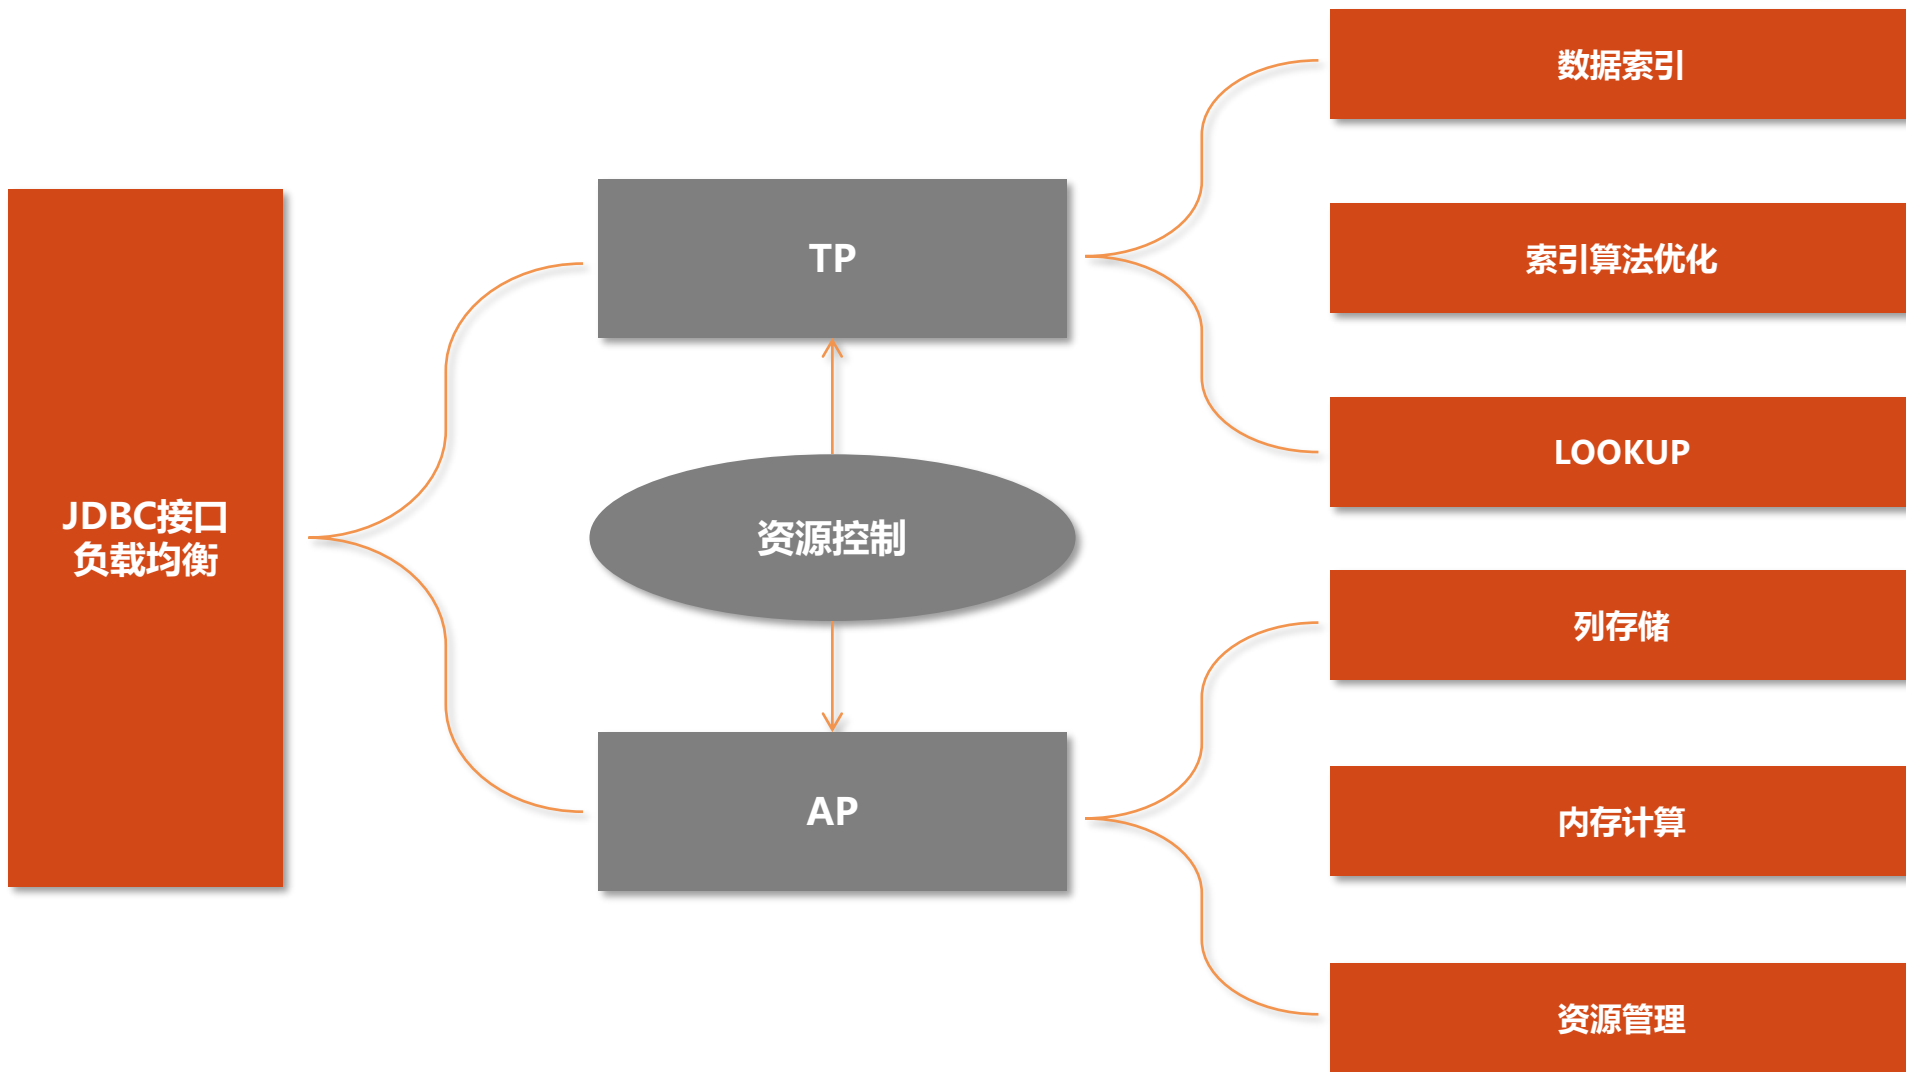 JDBC接口
负载均衡
TP
资源控制
AP
数据索引
索引算法优化
LOOKUP
列存储
内存计算
资源管理